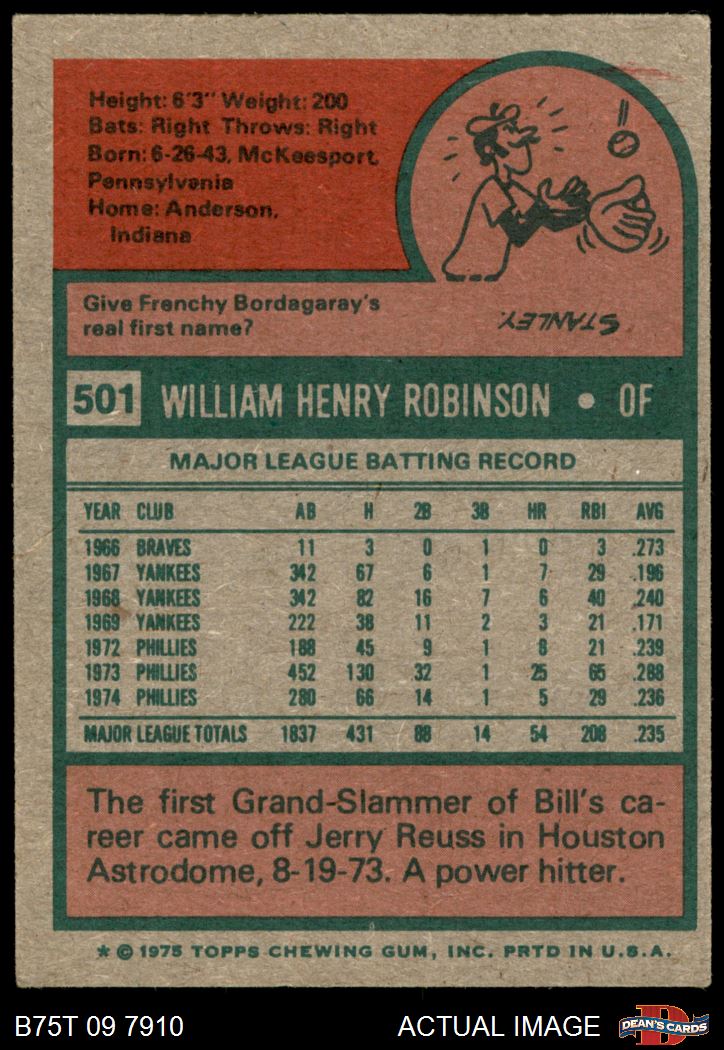 Height: 6'3" Weight: 200
Bats: Right Throws: Right
Born: 6-26-43, McKeesport,
Pennsylvania
Home: Anderson,
Indiana
Give Frenchy Bordagaray's
real first name?
STANLEY.
501 WILLIAM HENRY ROBINSON • OF
MAJOR LEAGUE BATTING RECORD
YEAR CLUB AB H 2B 3B HR RBI AVG
1966 BRAVES 11 3 0 1 0 3 .273
1967 YANKEES 342 67 6 1 7 29 .196
1968 YANKEES 342 82 16 7 6 40 .240
1969 YANKEES 222 38 11 2 3 21 .171
1972 PHILLIES 188 45 9 1 8 21 .239
1973 PHILLIES 452 130 32 1 25 65 .288
1974 PHILLIES 280 66 14 1 5 29 .236
MAJOR LEAGUE TOTALS 1837 431 88 14 54 208 .235
The first Grand-Slammer of Bill's ca-
reer came off Jerry Reuss in Houston
Astrodome, 8-19-73. A power hitter.
* © 1975 TOPPS CHEWING GUM, INC. PRTD IN U.S.A.
B75T 09 7910 ACTUAL IMAGE D DEAN'S CARDS